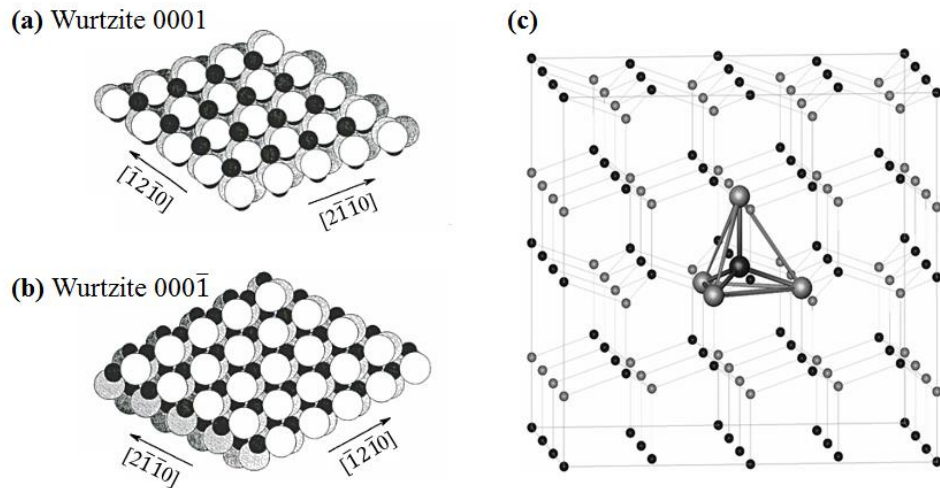 (a) Wurtzite 0001
[1̄21̄0]
[21̄1̄0]
(b) Wurtzite 0001̄
[21̄1̄0]
[1̄21̄0]
(c)